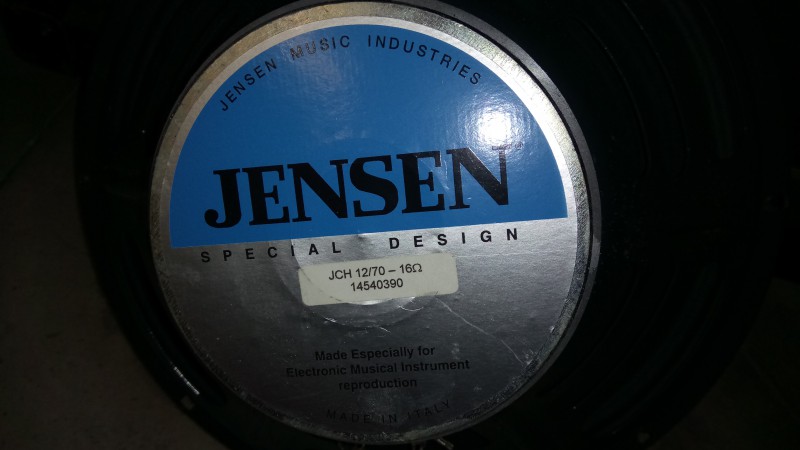 JENSEN MUSIC INDUSTRIES
JENSEN
SPECIAL DESIGN
JCH 12/70 – 16Ω
14540390
Made Especially for
Electronic Musical Instrument
reproduction
MADE IN ITALY